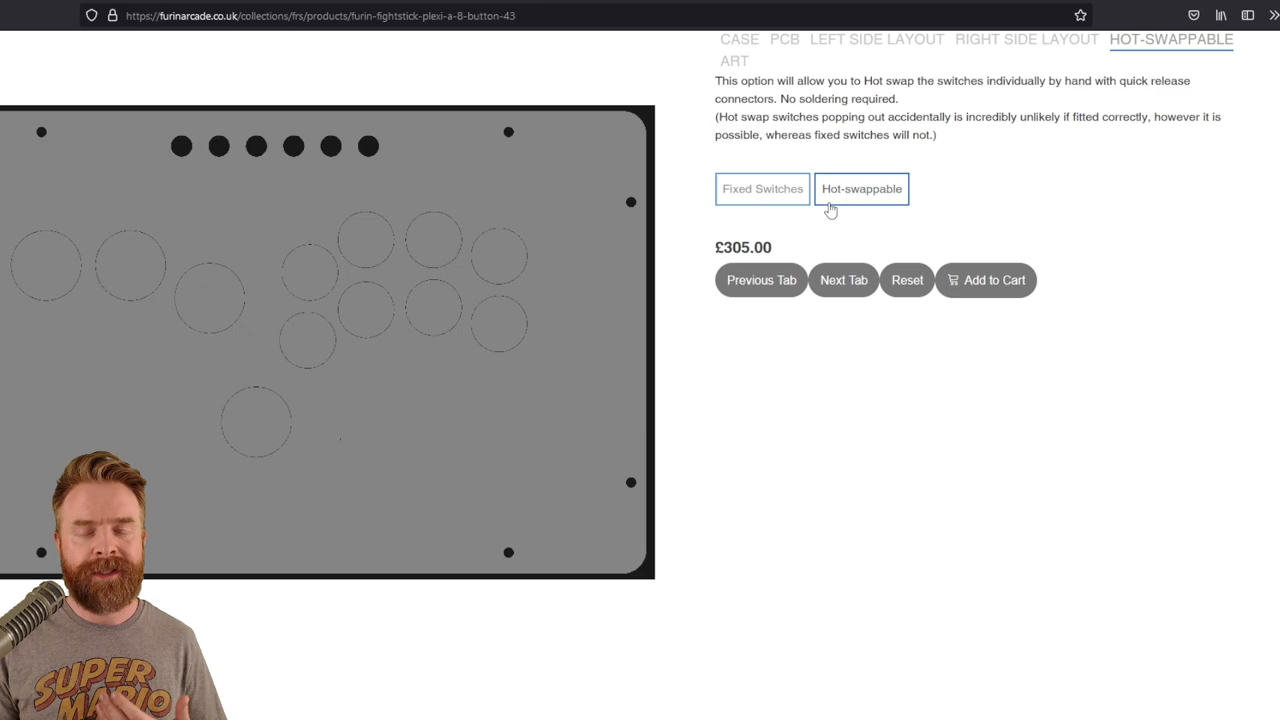 https://furinarcade.co.uk/collections/frs/products/furin-fightstick-plexi-a-8-button-43
CASE PCB LEFT SIDE LAYOUT RIGHT SIDE LAYOUT HOT-SWAPPABLE
ART
This option will allow you to Hot swap the switches individually by hand with quick release
connectors. No soldering required.
(Hot swap switches popping out accidentally is incredibly unlikely if fitted correctly, however it is
possible, whereas fixed switches will not.)
Fixed Switches Hot-swappable
£305.00
Previous Tab Next Tab Reset Add to Cart
SUPER
MARIO